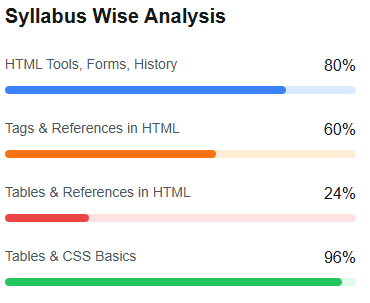 Syllabus Wise Analysis
HTML Tools, Forms, History 80%
Tags & References in HTML 60%
Tables & References in HTML 24%
Tables & CSS Basics 96%